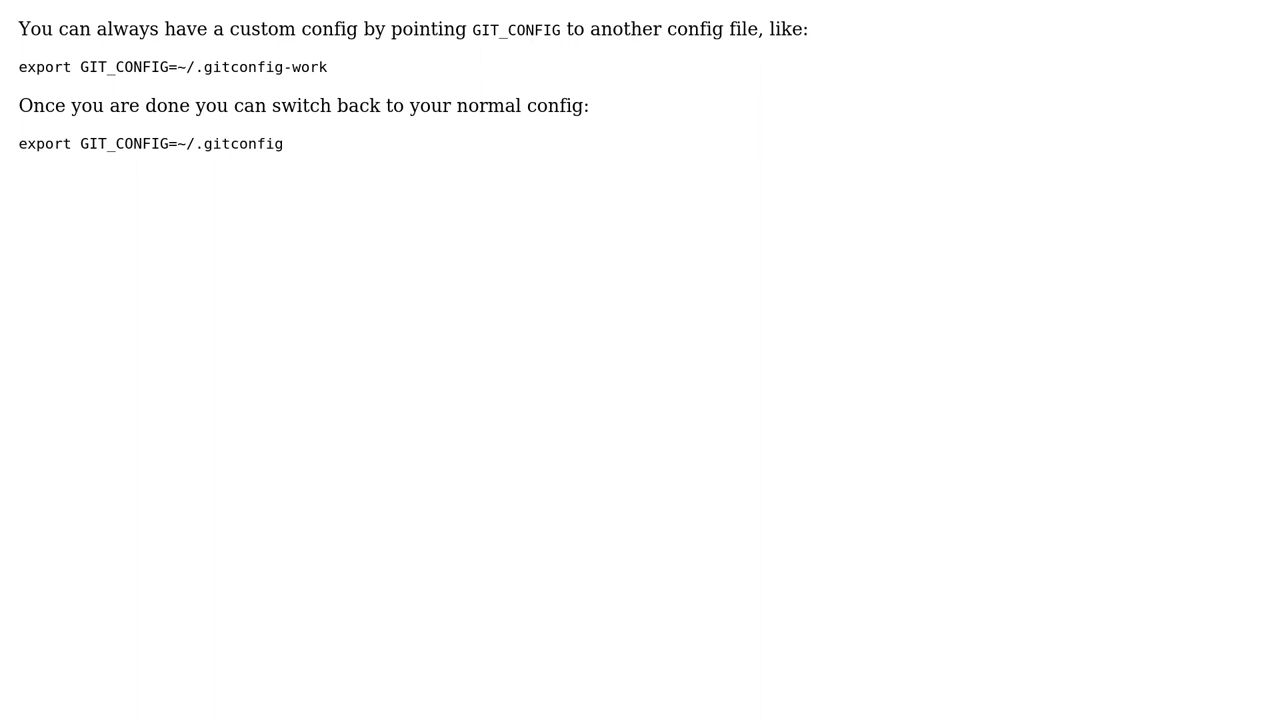 You can always have a custom config by pointing GIT_CONFIG to another config file, like:
export GIT_CONFIG=~/.gitconfig-work
Once you are done you can switch back to your normal config:
export GIT_CONFIG=~/.gitconfig